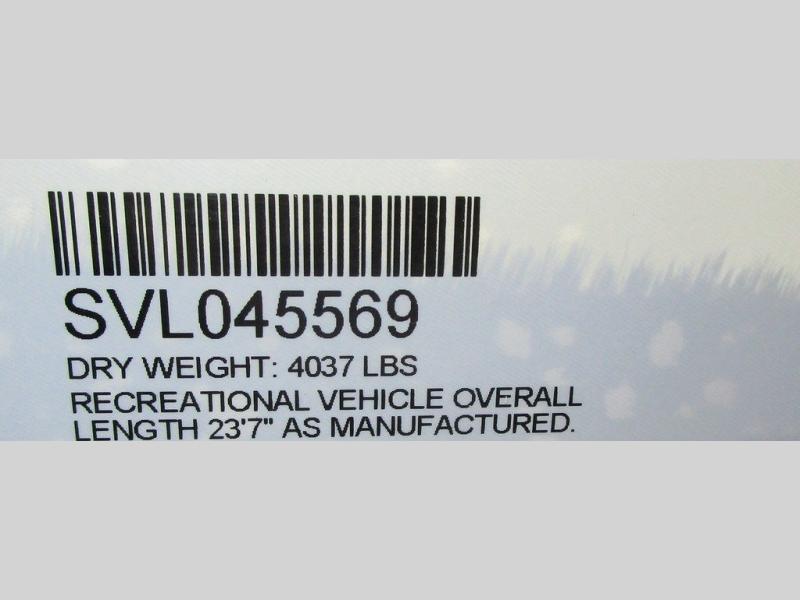 SVL045569
DRY WEIGHT: 4037 LBS
RECREATIONAL VEHICLE OVERALL
LENGTH 23'7" AS MANUFACTURED.